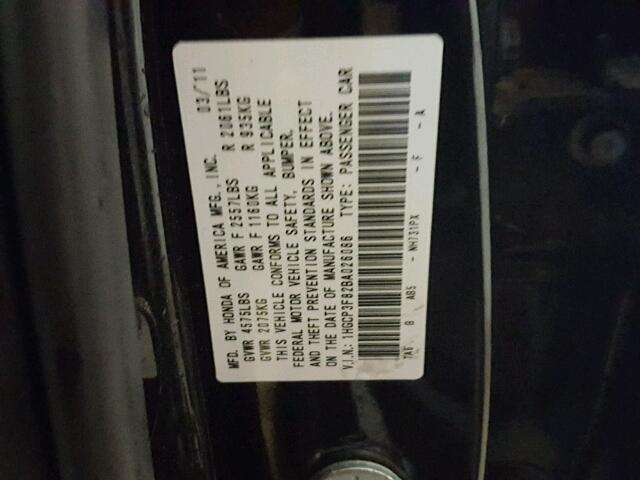 MFD. BY HONDA OF AMERICA MFG., INC. 03/'11
GVWR 4575LBS GAWR F 2557LBS R 2061LBS
GVWR 2075KG GAWR F 1160KG R 935KG
THIS VEHICLE CONFORMS TO ALL APPLICABLE
FEDERAL MOTOR VEHICLE SAFETY, BUMPER,
AND THEFT PREVENTION STANDARDS IN EFFECT
ON THE DATE OF MANUFACTURE SHOWN ABOVE.
V.I.N.: 1HGCP3F82BA026086 TYPE: PASSENGER CAR
TA6 B AB5 - NH731PX - F - A